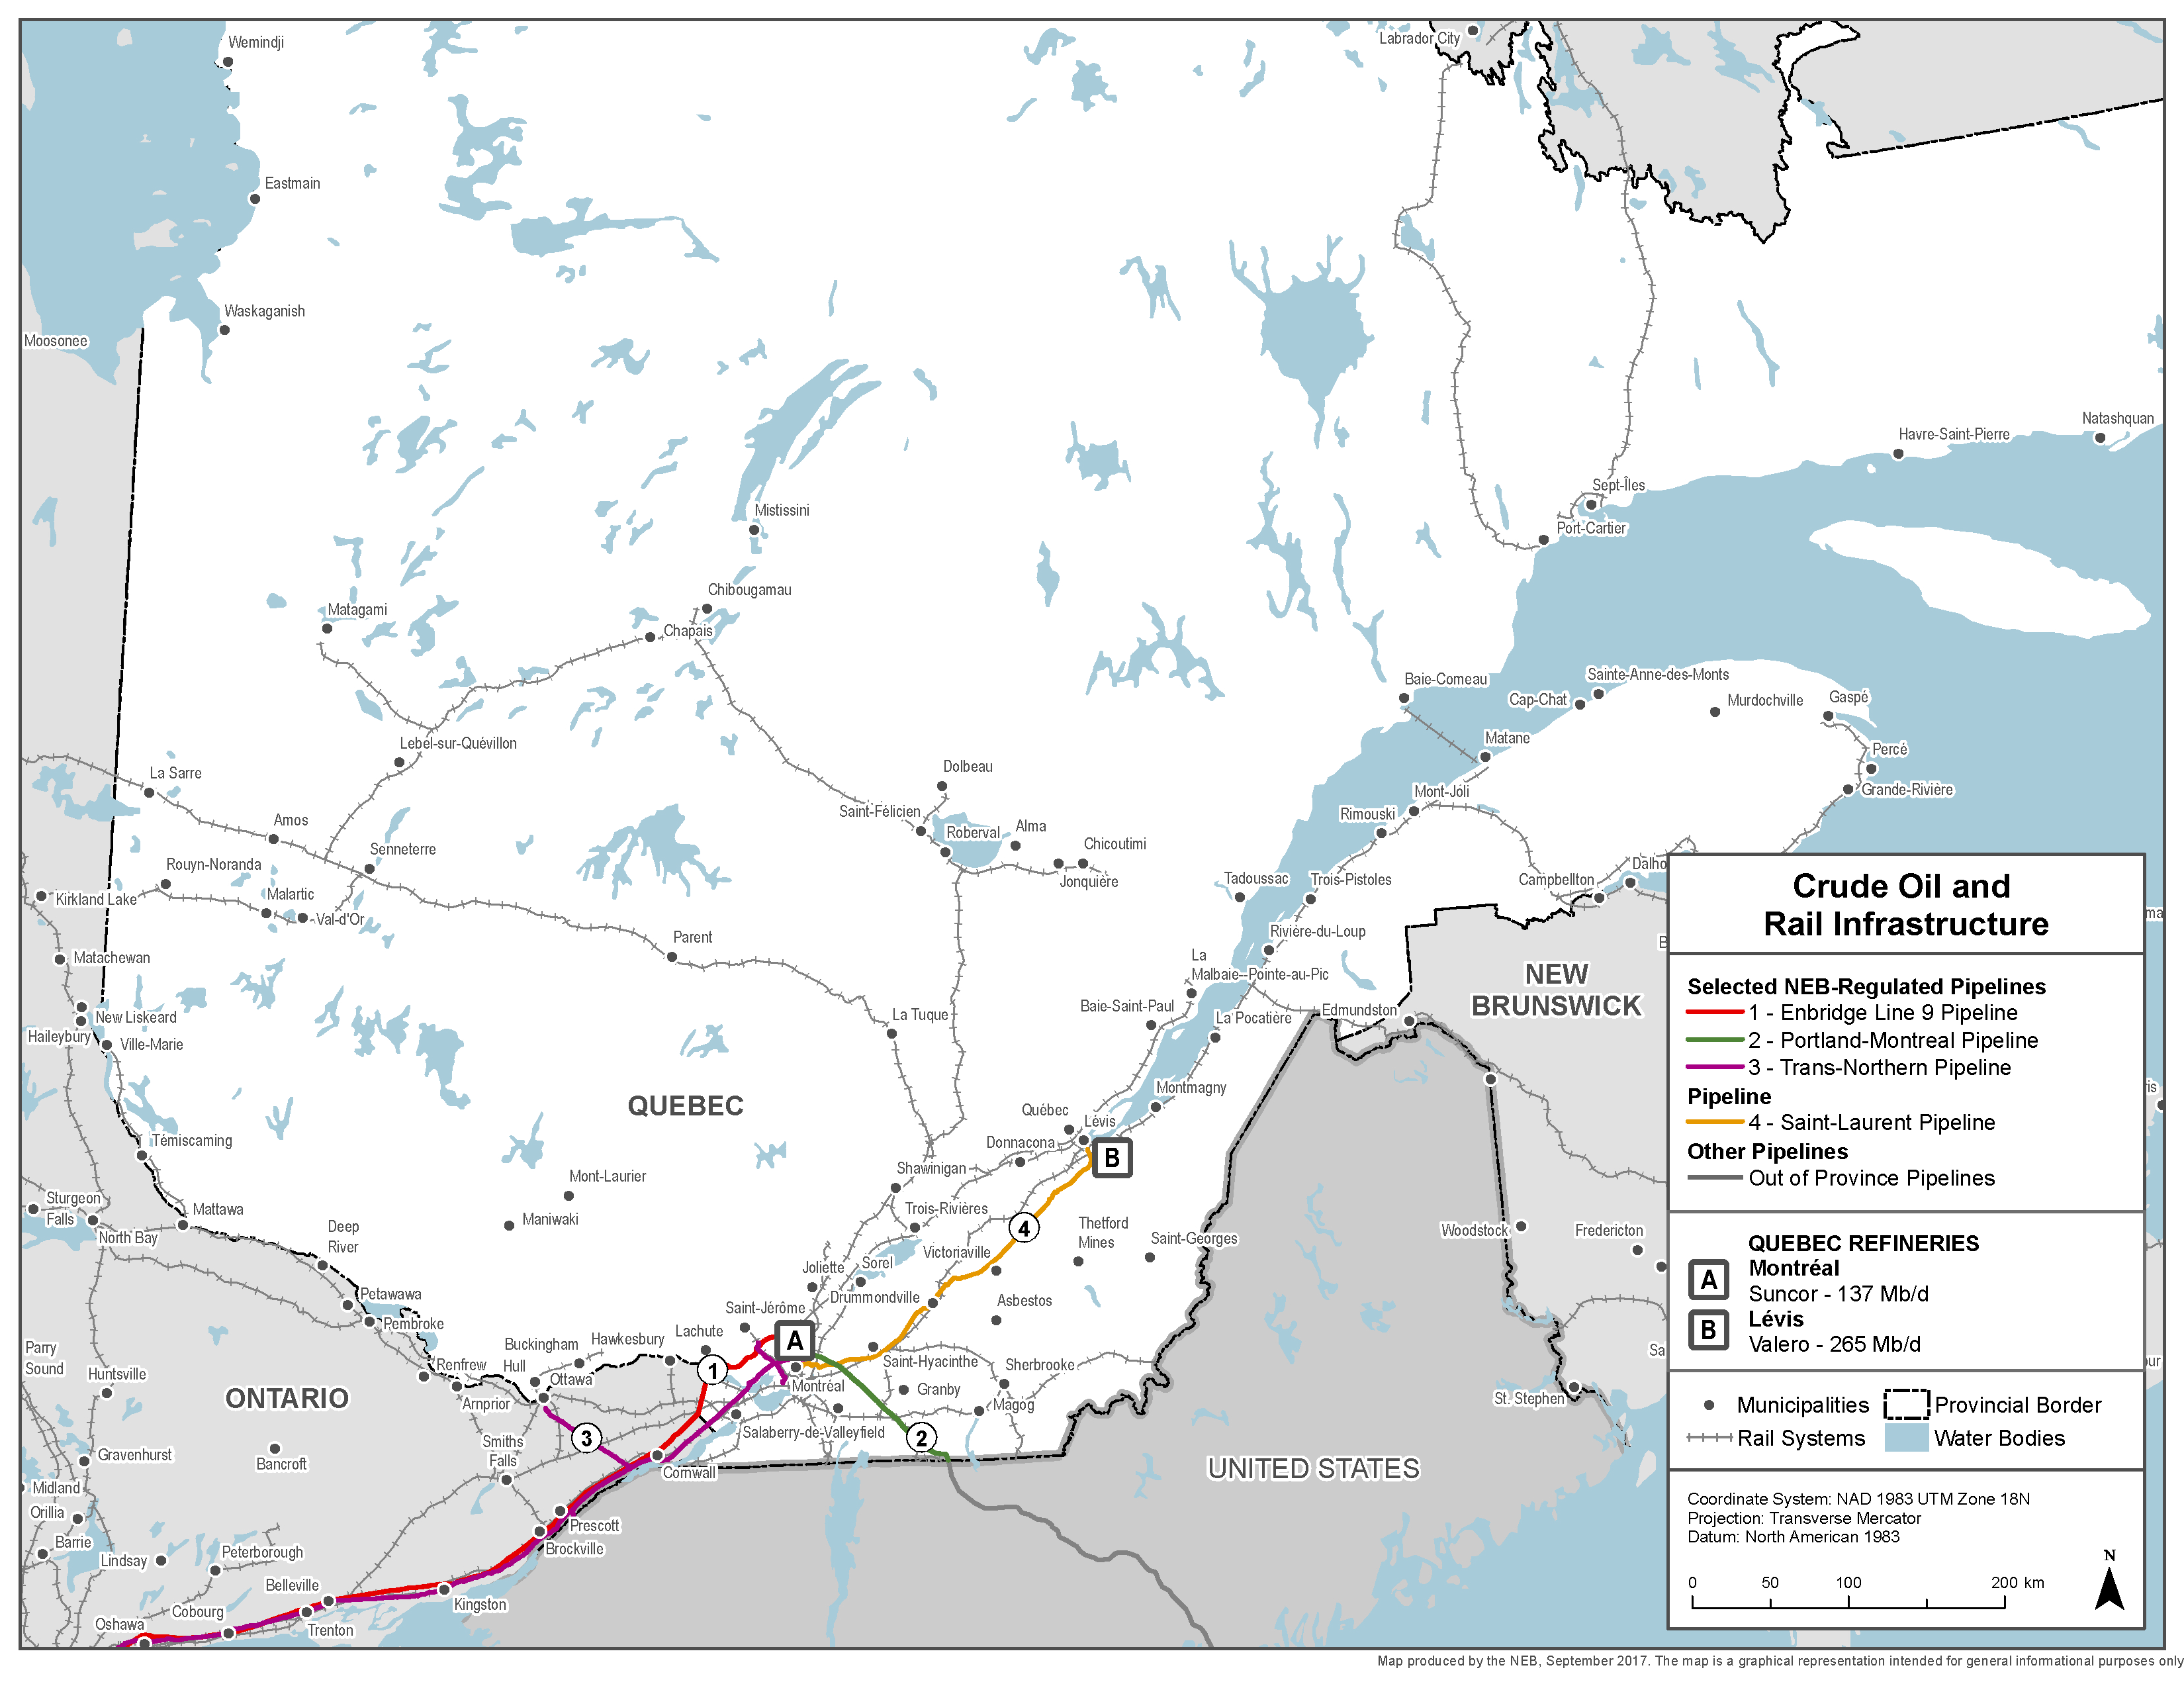 Wemindji
Labrador City
Eastmain
Waskaganish
Moosonee
Natashquan
Havre-Saint-Pierre
Sept-Îles
Mistissini
Port-Cartier
Chibougamau
Matagami
Chapais
Sainte-Anne-des-Monts
Baie-Comeau
Cap-Chat
Murdochville
Gaspé
Matane
Lebel-sur-Quévillon
Percé
La Sarre
Dolbeau
Mont-Joli
Grande-Rivière
Saint-Félicien
Rimouski
Amos
Roberval
Alma
Chicoutimi
Senneterre
Rouyn-Noranda
Jonquière
Tadoussac
Trois-Pistoles
Campbellton
Dalho
Kirkland Lake
Malartic
Val-d'Or
Parent
Rivière-du-Loup
B
ma
Matachewan
La
Malbaie--Pointe-au-Pic
NEW
BRUNSWICK
Baie-Saint-Paul
La Pocatière
Edmundston
New Liskeard
Haileybury
Ville-Marie
La Tuque
Montmagny
ris
QUEBEC
Québec
Lévis
Donnacona
B
Témiscaming
Shawinigan
Mont-Laurier
Sturgeon
Falls
Mattawa
Maniwaki
Trois-Rivières
4
Thetford
Mines
Saint-Georges
Woodstock
Fredericton
North Bay
Deep
River
Victoriaville
Joliette
Sorel
Petawawa
Drummondville
Asbestos
Saint-Jérôme
Pembroke
Buckingham
Hawkesbury
Lachute
A
Parry
Sound
Huntsville
Renfrew
Hull
Ottawa
1
Saint-Hyacinthe
Sherbrooke
Sa
our
ONTARIO
Arnprior
Montréal
Granby
Magog
St. Stephen
Smiths
Falls
3
Salaberry-de-Valleyfield
2
Gravenhurst
Bancroft
Cornwall
UNITED STATES
Midland
Orillia
Prescott
Barrie
Lindsay
Peterborough
Brockville
Belleville
Cobourg
Kingston
Oshawa
Trenton
Crude Oil and
Rail Infrastructure
Selected NEB-Regulated Pipelines
1 - Enbridge Line 9 Pipeline
2 - Portland-Montreal Pipeline
3 - Trans-Northern Pipeline
Pipeline
4 - Saint-Laurent Pipeline
Other Pipelines
Out of Province Pipelines
QUEBEC REFINERIES
A
Montréal
Suncor - 137 Mb/d
B
Lévis
Valero - 265 Mb/d
Municipalities
Provincial Border
Rail Systems
Water Bodies
Coordinate System: NAD 1983 UTM Zone 18N
Projection: Transverse Mercator
Datum: North American 1983
N
0 50 100 200 km
Map produced by the NEB, September 2017. The map is a graphical representation intended for general informational purposes only